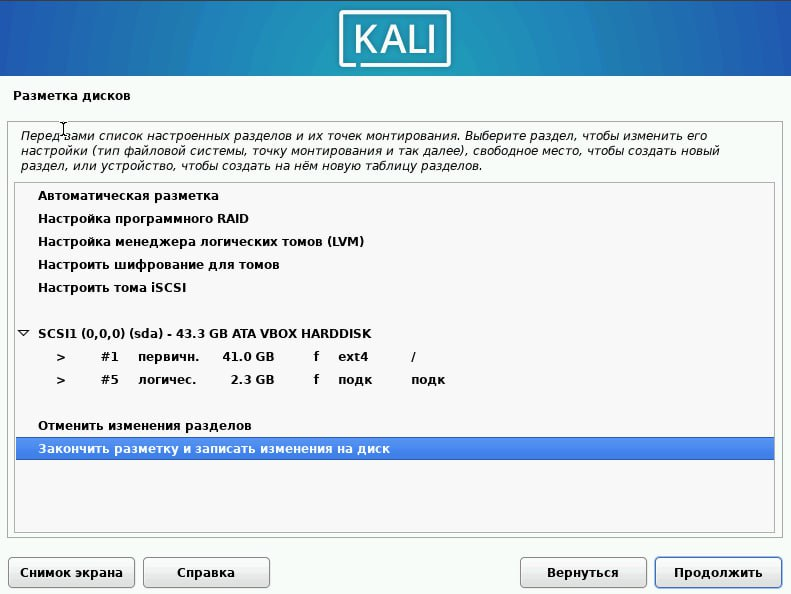 KALI
Разметка дисков
Перед вами список настроенных разделов и их точек монтирования. Выберите раздел, чтобы изменить его
настройки (тип файловой системы, точку монтирования и так далее), свободное место, чтобы создать новый
раздел, или устройство, чтобы создать на нём новую таблицу разделов.
Автоматическая разметка
Настройка программного RAID
Настройка менеджера логических томов (LVM)
Настроить шифрование для томов
Настроить тома iSCSI
SCSI1 (0,0,0) (sda) - 43.3 GB ATA VBOX HARDDISK
> #1 первичн. 41.0 GB f ext4 /
> #5 логичес. 2.3 GB f подк подк
Отменить изменения разделов
Закончить разметку и записать изменения на диск
Снимок экрана Справка Вернуться Продолжить